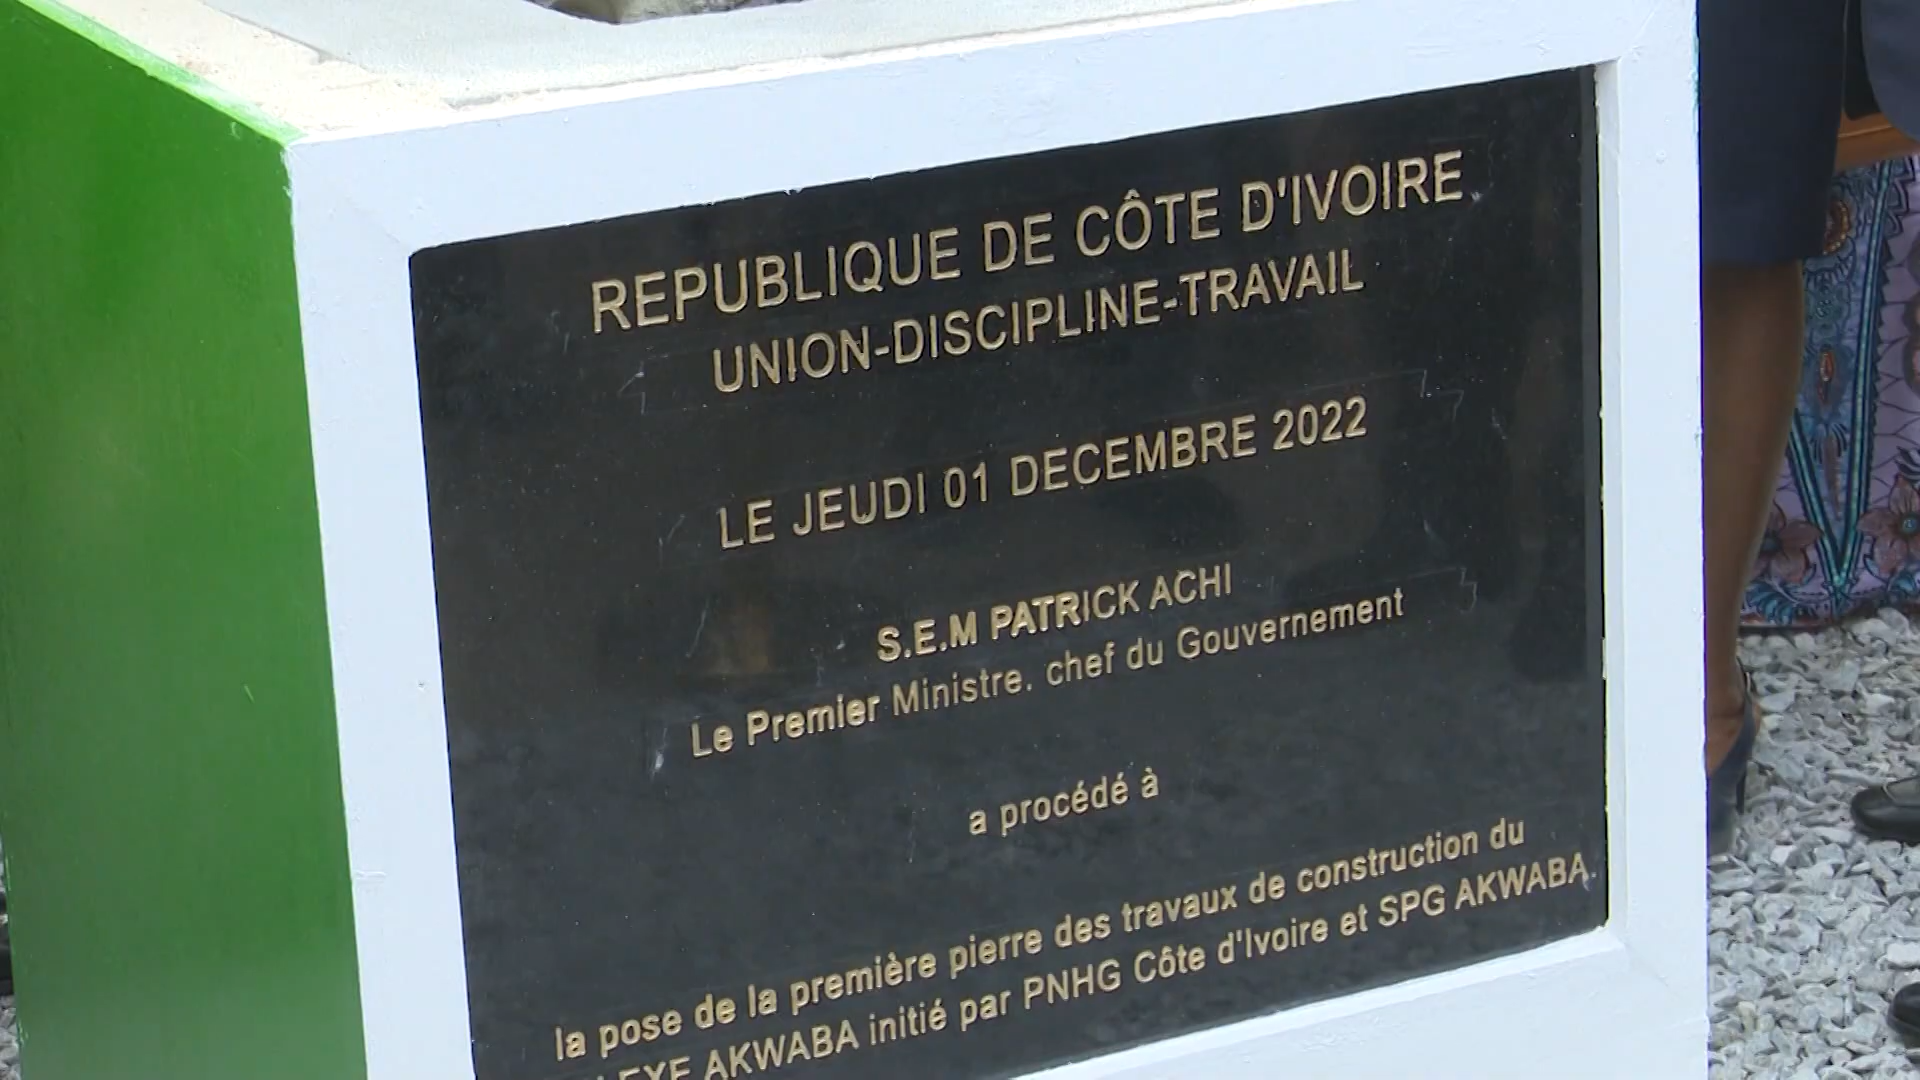 REPUBLIQUE DE CÔTE D'IVOIRE
UNION-DISCIPLINE-TRAVAIL
LE JEUDI 01 DECEMBRE 2022
S.E.M PATRICK ACHI
Le Premier Ministre. chef du Gouvernement
a procédé à
la pose de la première pierre des travaux de construction du
AKWABA initié par PNHG Côte d'Ivoire et SPG AKWABA.